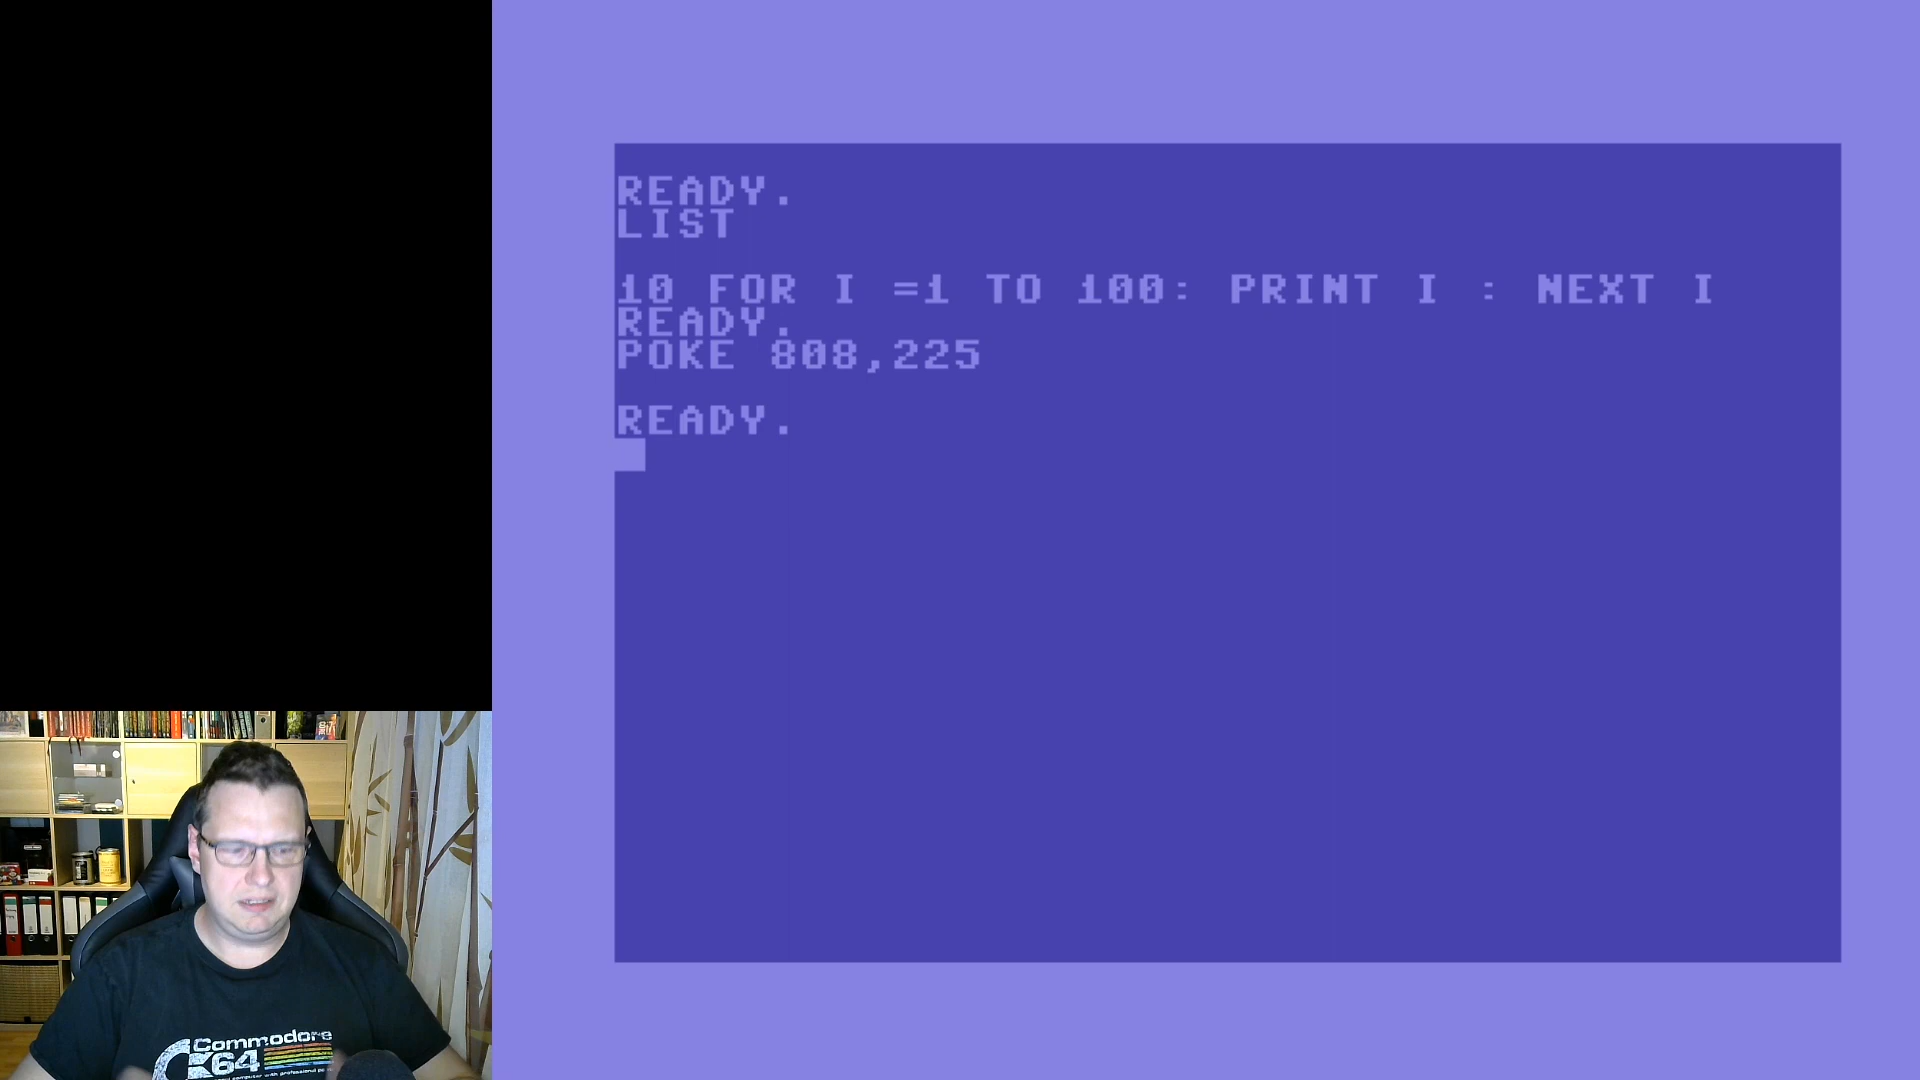 READY.
LIST
10 FOR I =1 TO 100: PRINT I : NEXT I
READY.
POKE 808,225
READY.
Commodore
64